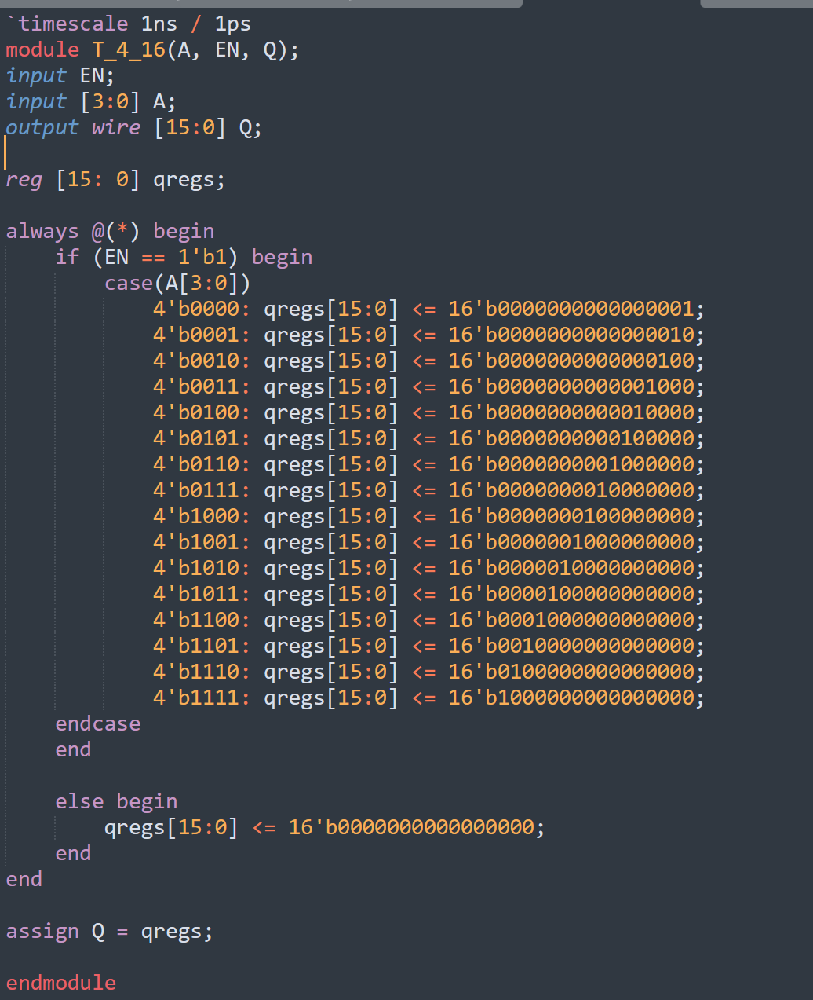 `timescale 1ns / 1ps
module T_4_16(A, EN, Q);
input EN;
input [3:0] A;
output wire [15:0] Q;
reg [15: 0] qregs;
always @(*) begin
if (EN == 1'b1) begin
case(A[3:0])
4'b0000: qregs[15:0] <= 16'b0000000000000001;
4'b0001: qregs[15:0] <= 16'b0000000000000010;
4'b0010: qregs[15:0] <= 16'b0000000000000100;
4'b0011: qregs[15:0] <= 16'b0000000000001000;
4'b0100: qregs[15:0] <= 16'b0000000000010000;
4'b0101: qregs[15:0] <= 16'b0000000000100000;
4'b0110: qregs[15:0] <= 16'b0000000001000000;
4'b0111: qregs[15:0] <= 16'b0000000010000000;
4'b1000: qregs[15:0] <= 16'b0000000100000000;
4'b1001: qregs[15:0] <= 16'b0000001000000000;
4'b1010: qregs[15:0] <= 16'b0000010000000000;
4'b1011: qregs[15:0] <= 16'b0000100000000000;
4'b1100: qregs[15:0] <= 16'b0001000000000000;
4'b1101: qregs[15:0] <= 16'b0010000000000000;
4'b1110: qregs[15:0] <= 16'b0100000000000000;
4'b1111: qregs[15:0] <= 16'b1000000000000000;
endcase
end
else begin
qregs[15:0] <= 16'b0000000000000000;
end
end
assign Q = qregs;
endmodule